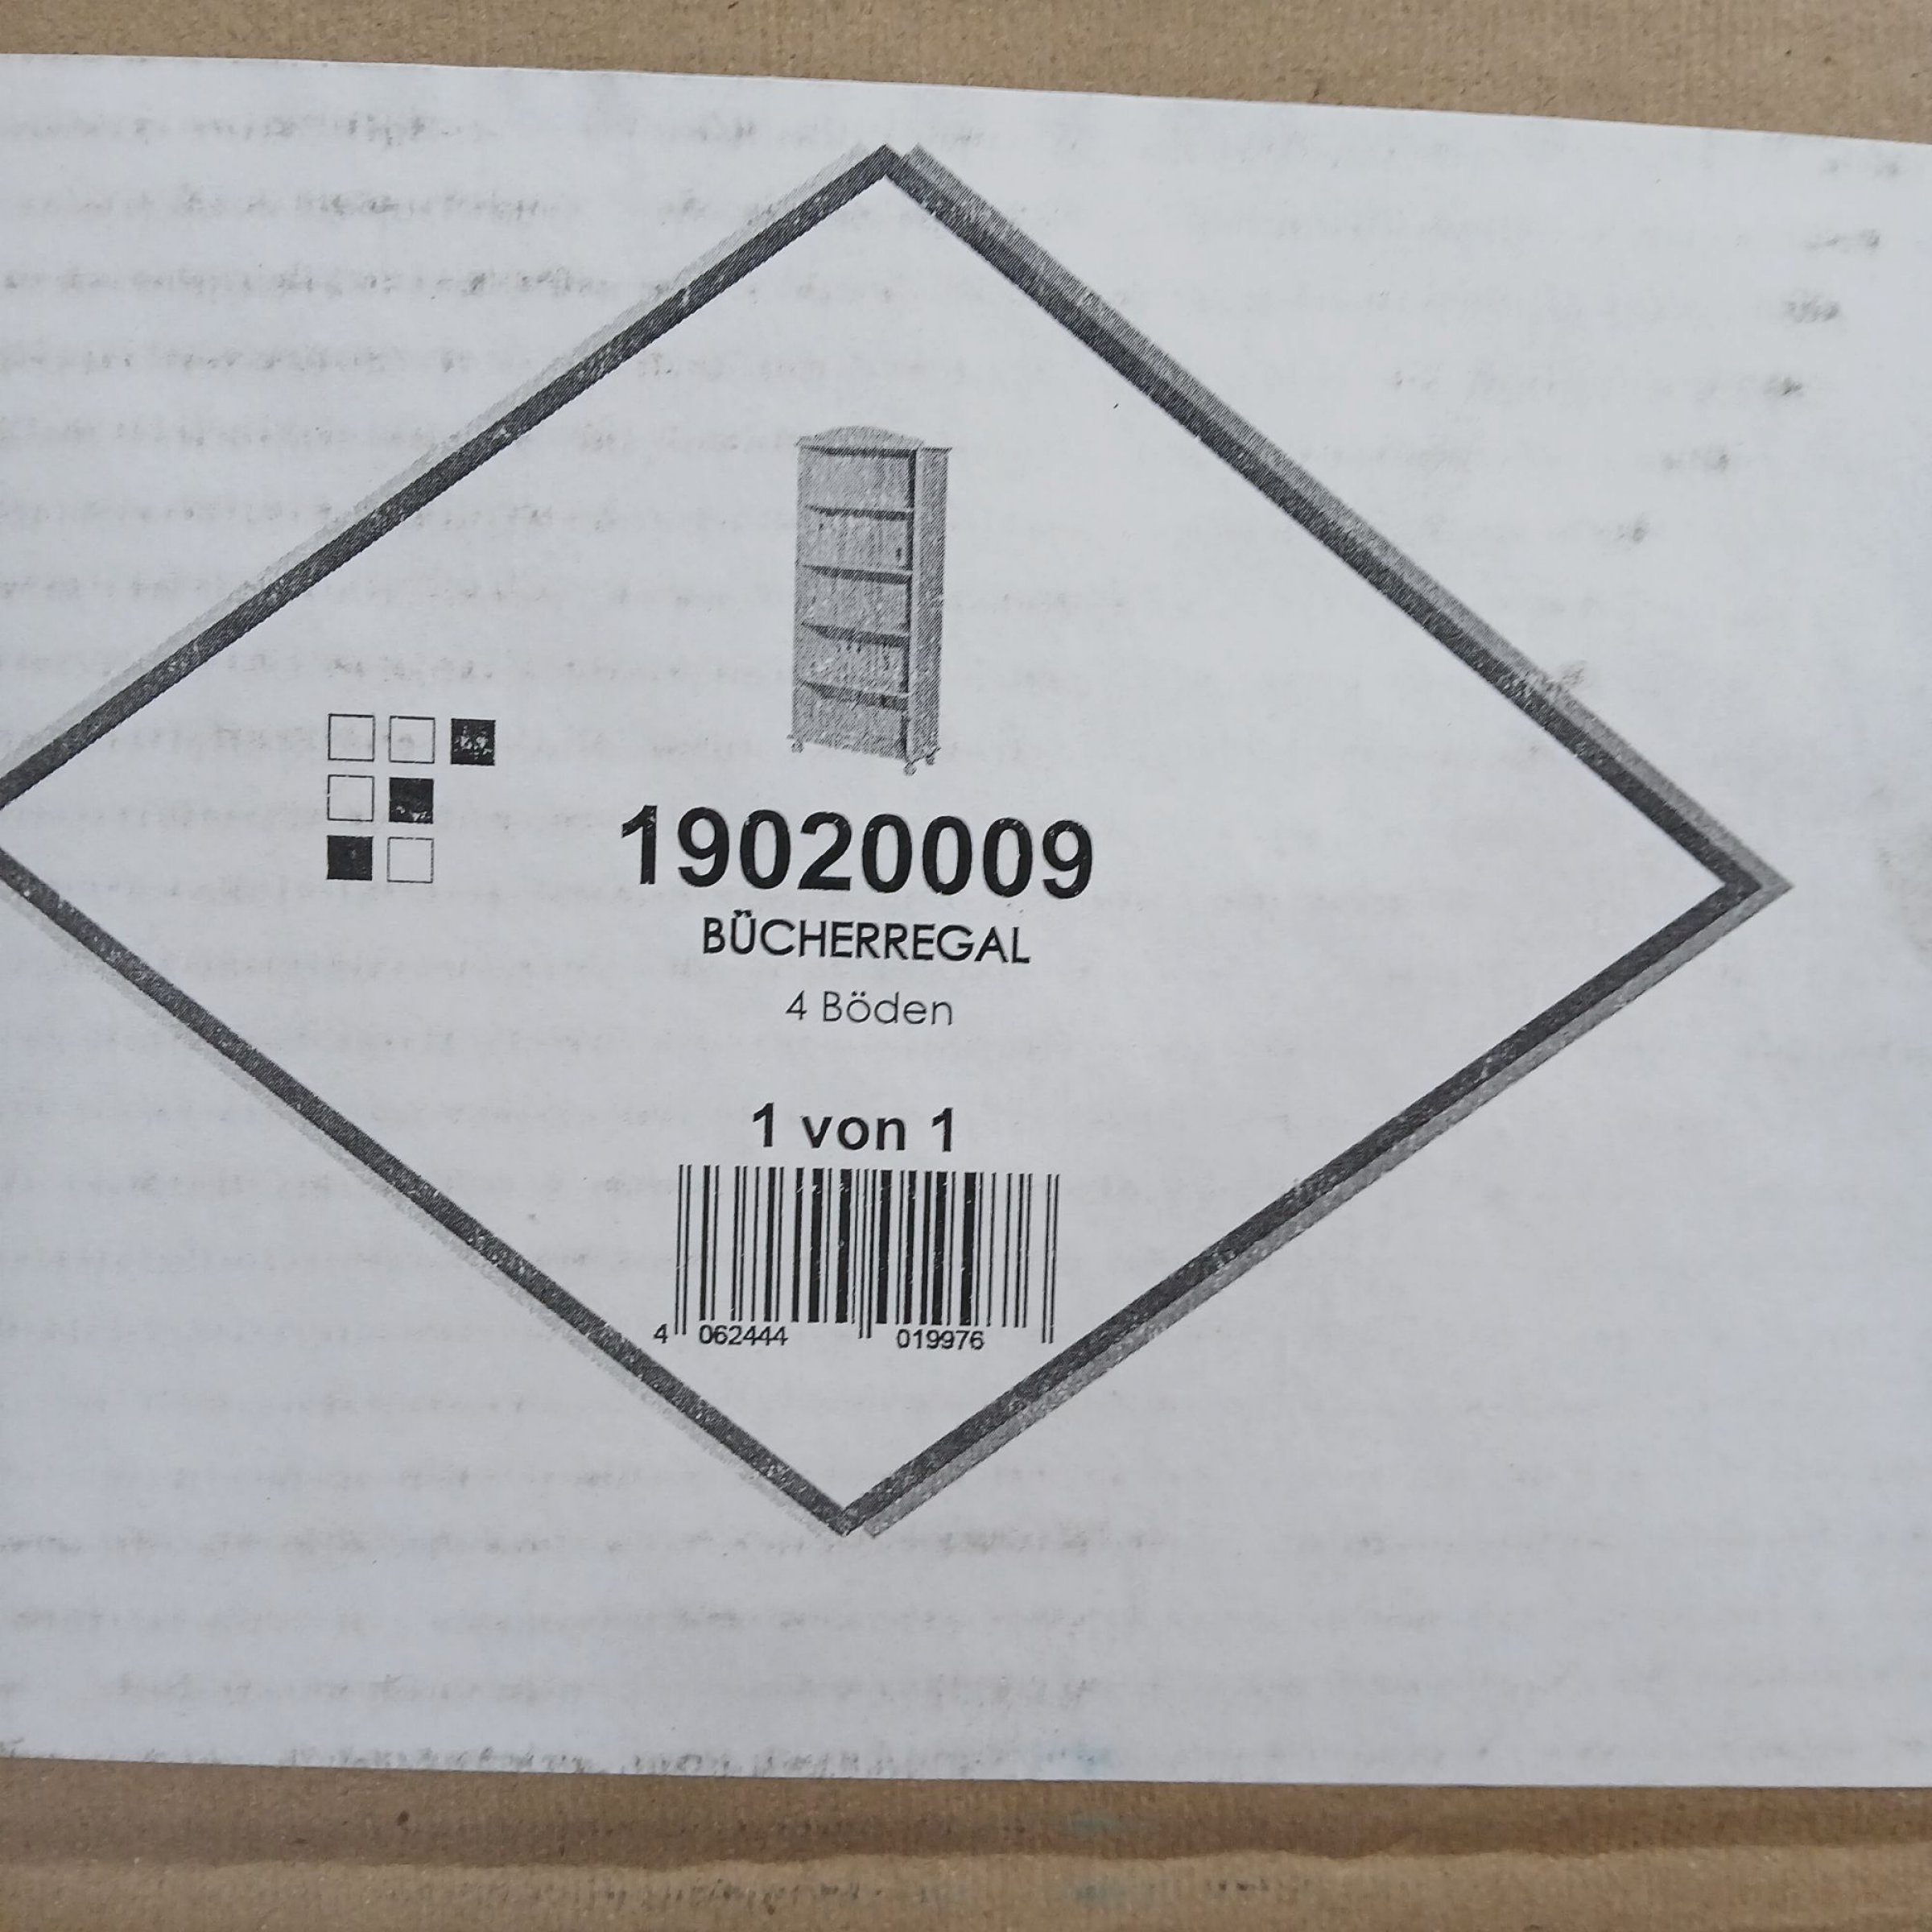 19020009
BÜCHERREGAL
4 Böden
1 von 1
4 062444 019976